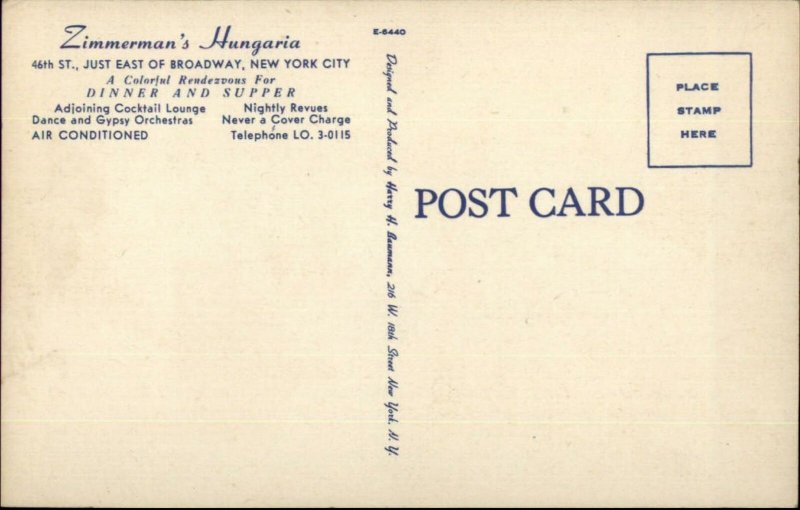 Zimmerman's Hungaria
46th ST., JUST EAST OF BROADWAY, NEW YORK CITY
A Colorful Rendezvous For
DINNER AND SUPPER
Adjoining Cocktail Lounge Nightly Revues
Dance and Gypsy Orchestras Never a Cover Charge
AIR CONDITIONED Telephone LO. 3-0115
E-6440
Designed and Produced by Harry H. Baumann, 216 W. 18th Street New York, N. Y.
PLACE
STAMP
HERE
POST CARD